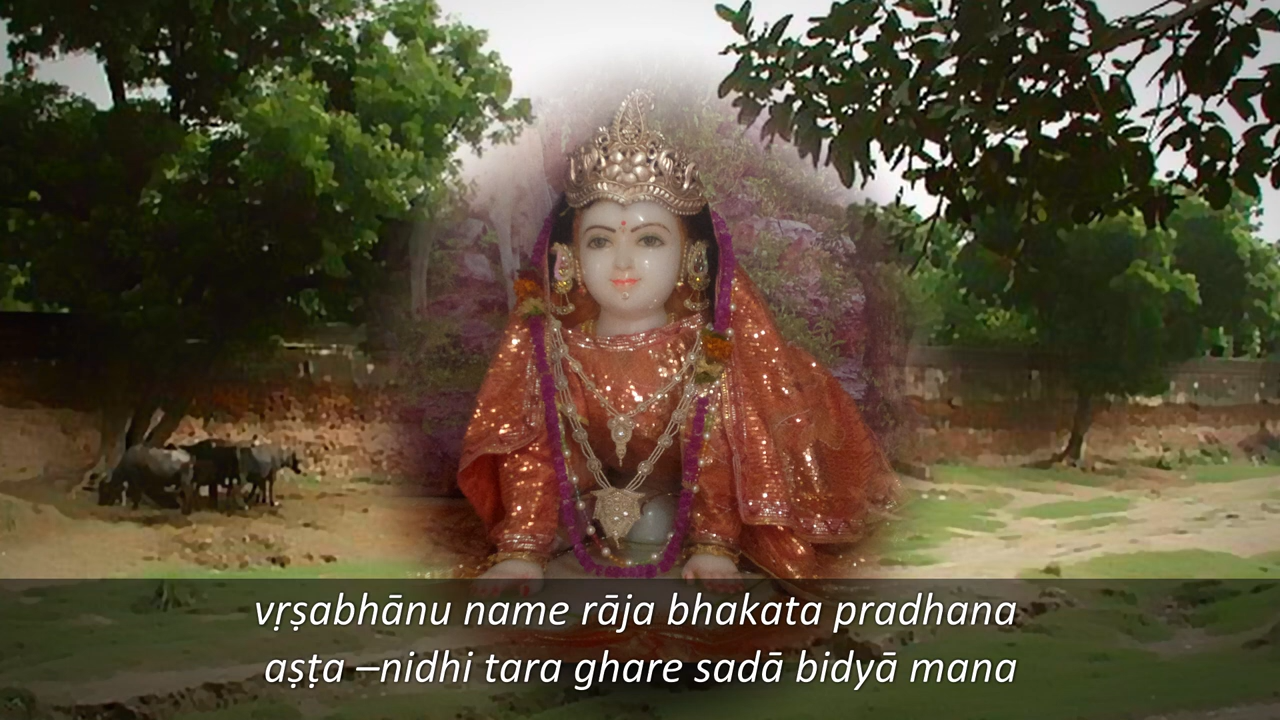 vṛṣabhānu name rāja bhakata pradhana
aṣṭa –nidhi tara ghare sadā bidyā mana